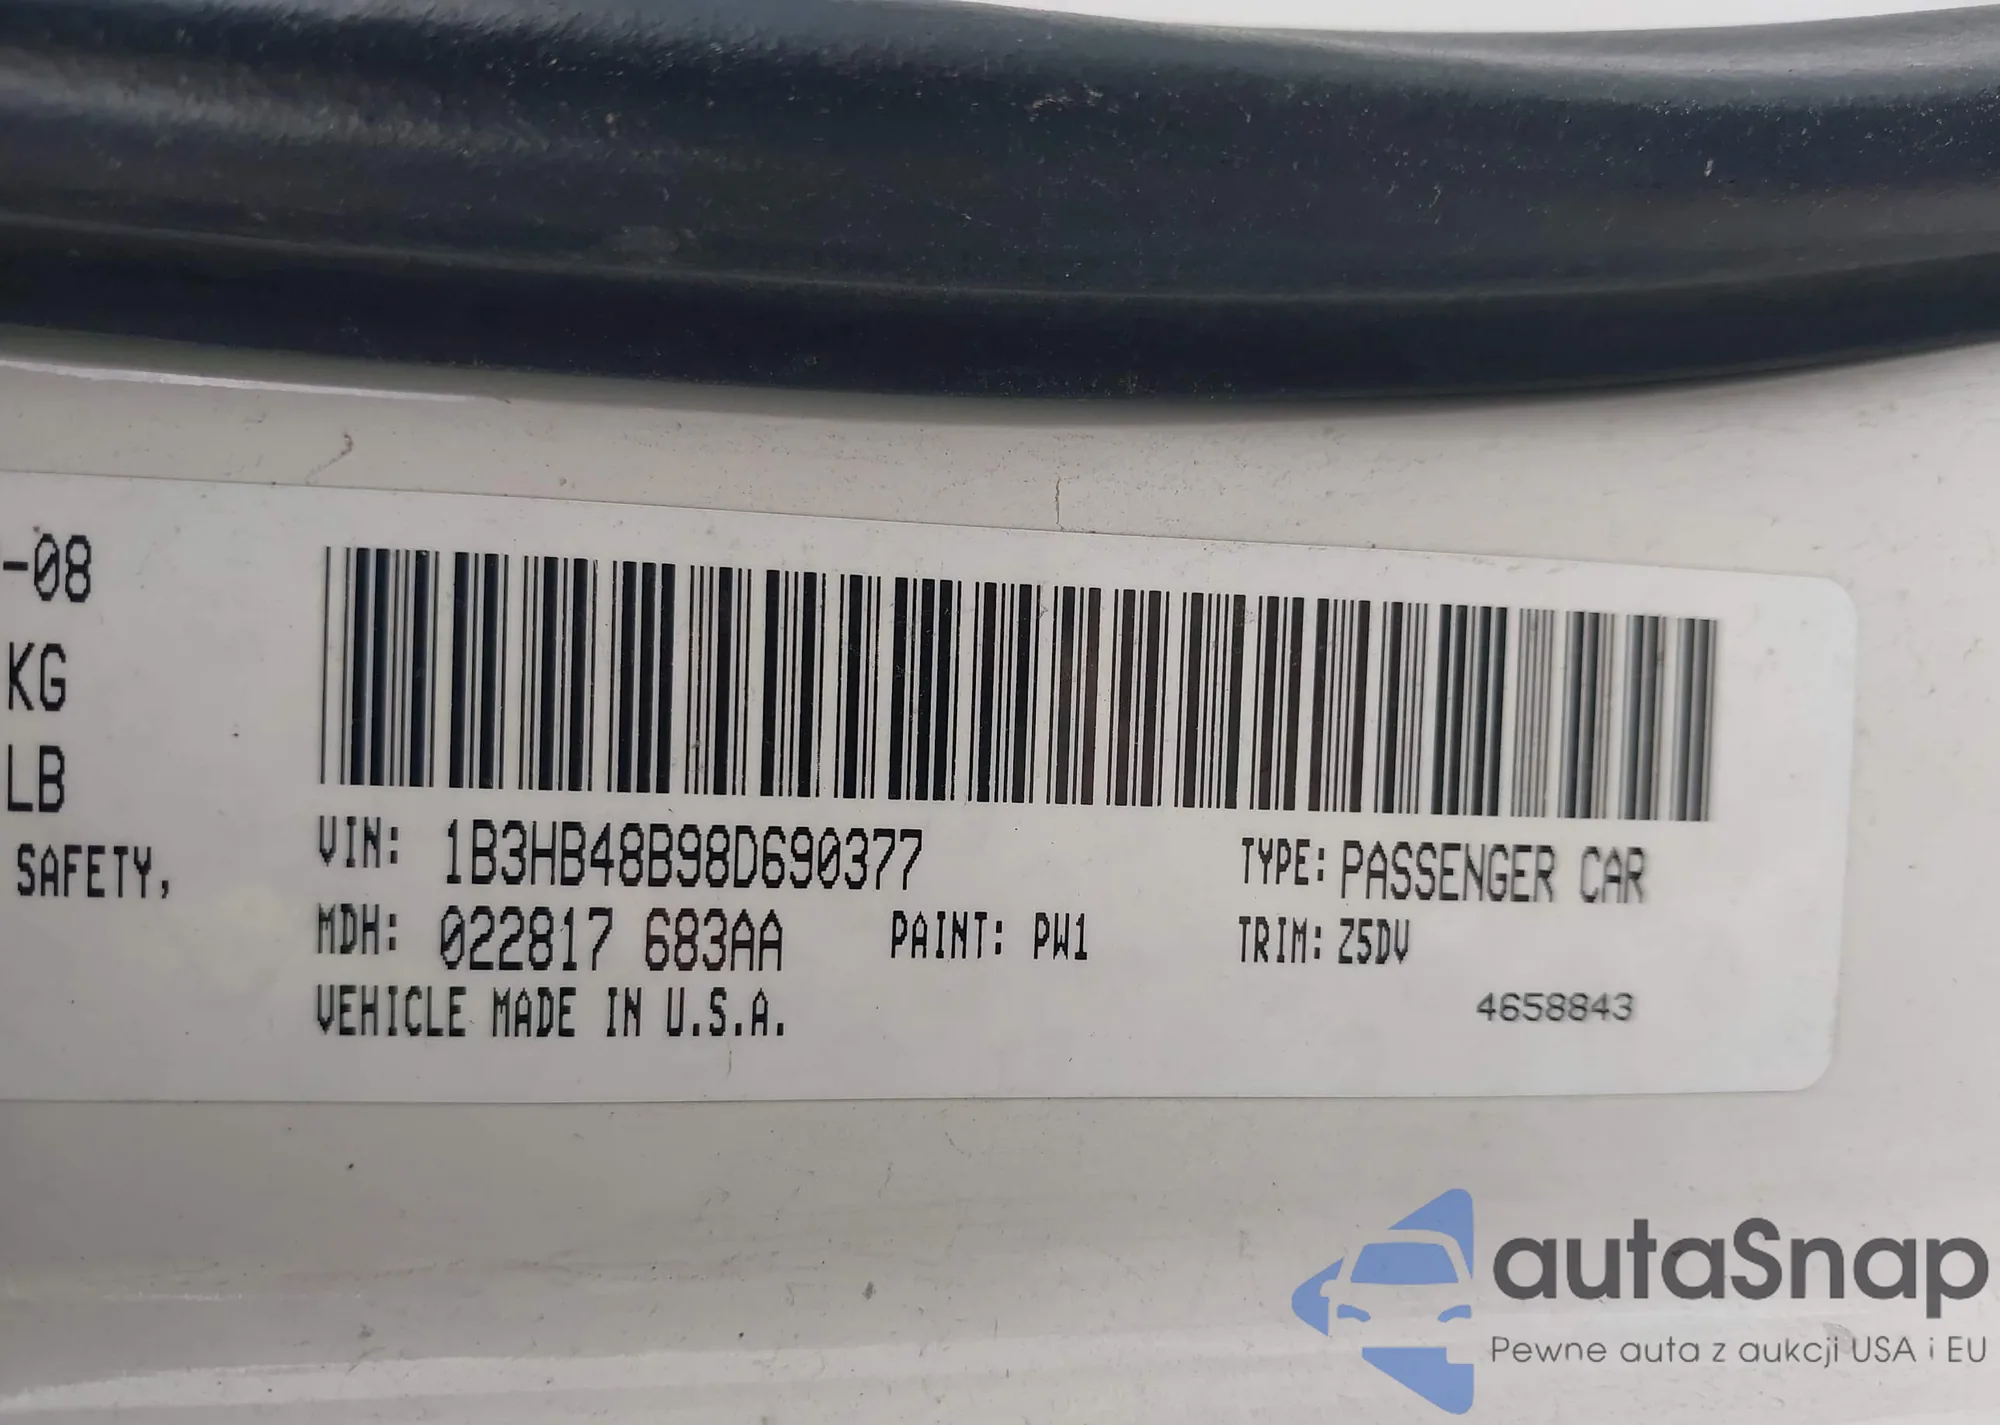 -08
KG
LB
SAFETY,
VIN: 1B3HB48B98D690377 TYPE: PASSENGER CAR
MDH: 022817 683AA PAINT: PW1 TRIM: Z5DV
VEHICLE MADE IN U.S.A. 4658843
autaSnap
Pewne auta z aukcji USA i EU